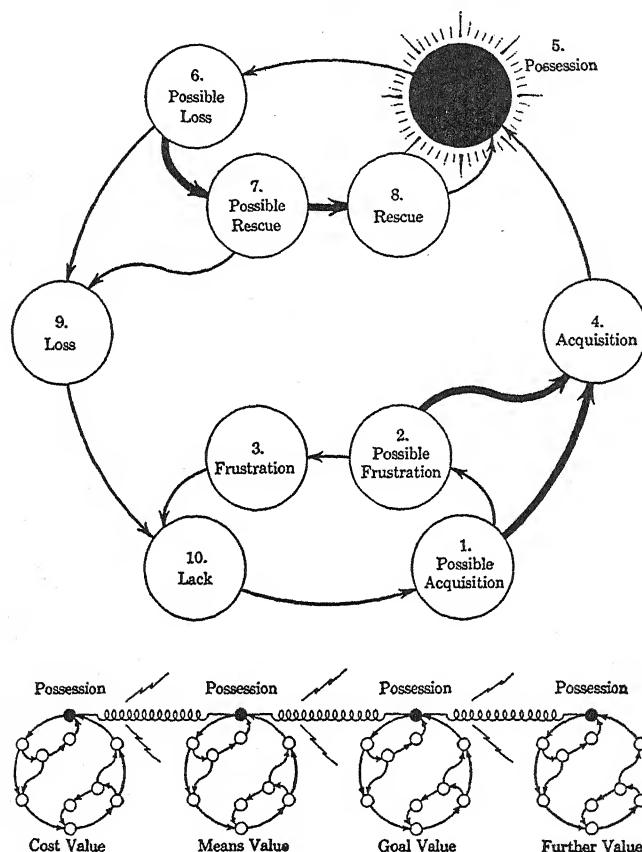 5.
Possession
6.
Possible
Loss
7.
Possible
Rescue
8.
Rescue
9.
Loss
4.
Acquisition
3.
Frustration
2.
Possible
Frustration
10.
Lack
1.
Possible
Acquisition
Possession Possession Possession Possession
Cost Value Means Value Goal Value Further Value